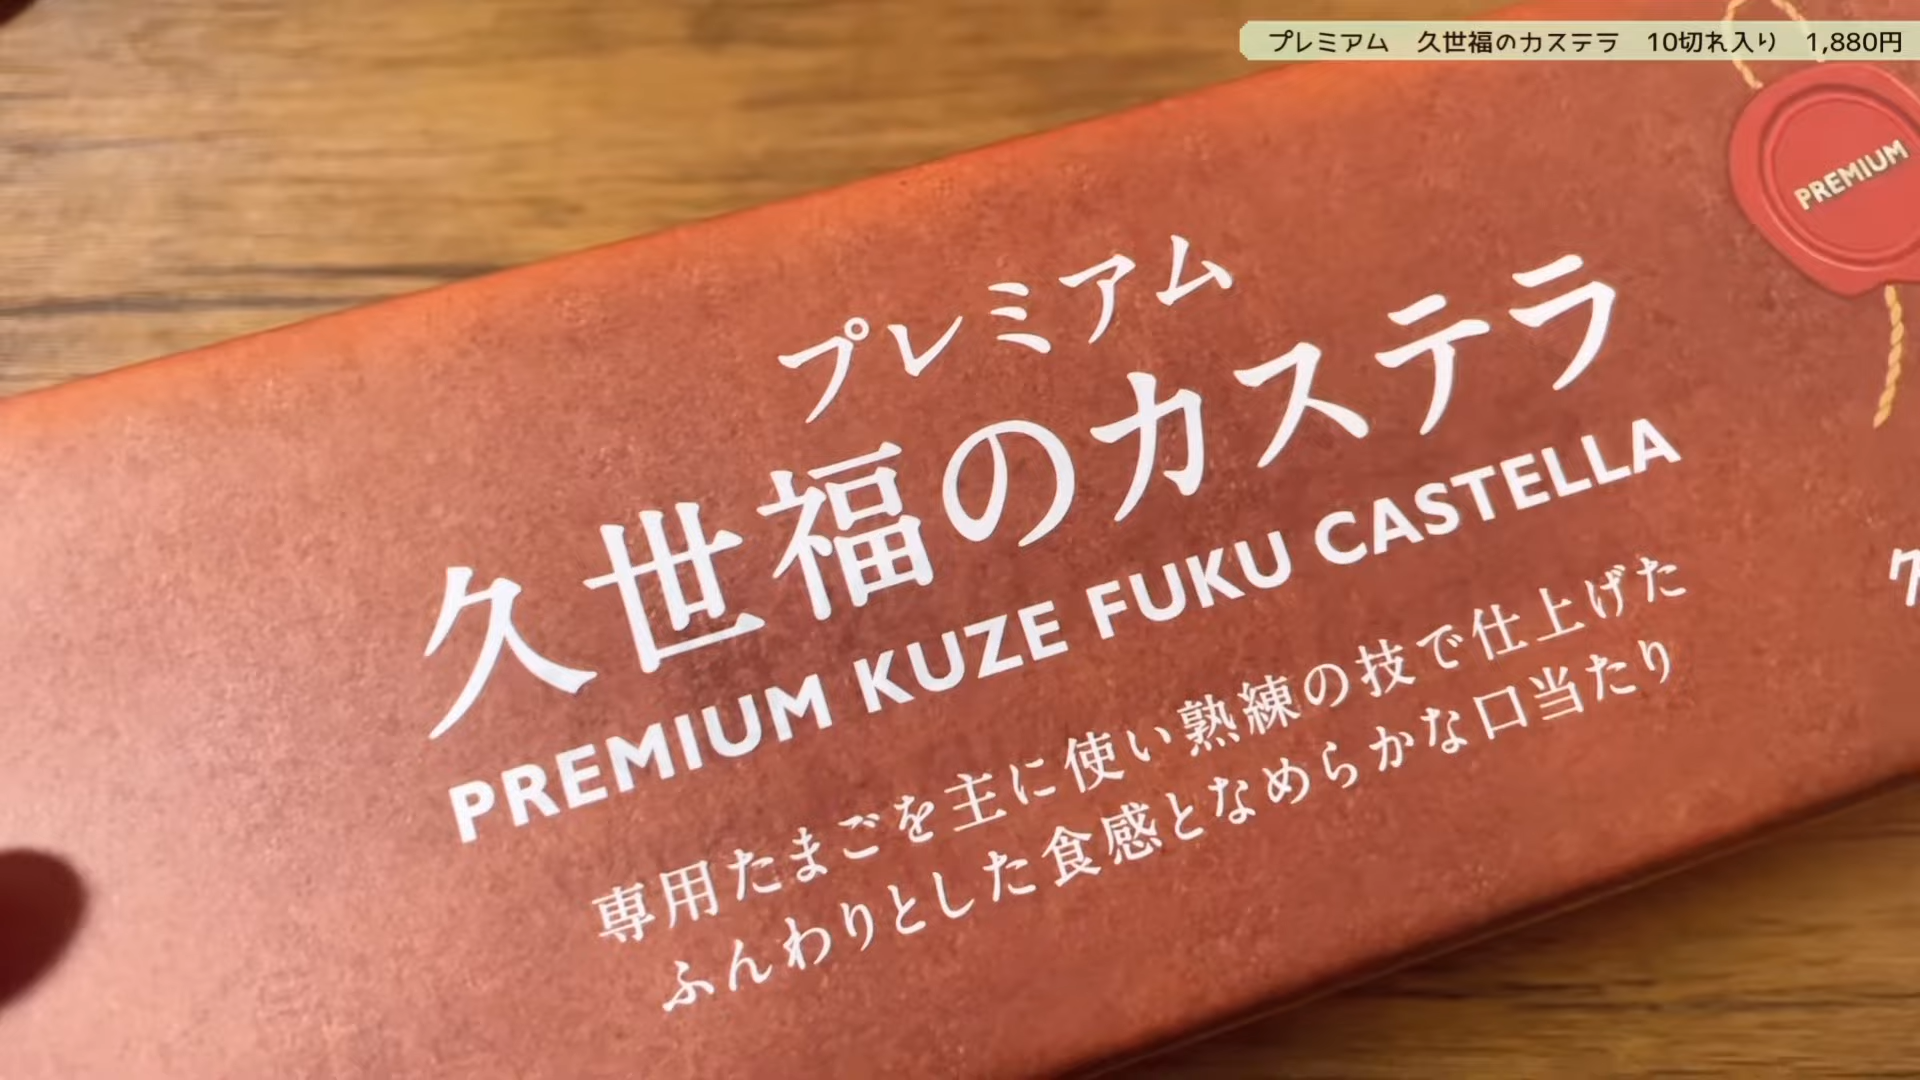 プレミアム　久世福のカステラ　10切れ入り　1,880円
PREMIUM
プレミアム
久世福のカステラ
PREMIUM KUZE FUKU CASTELLA
専用たまごを主に使い熟練の技で仕上げた
ふんわりとした食感となめらかな口当たり